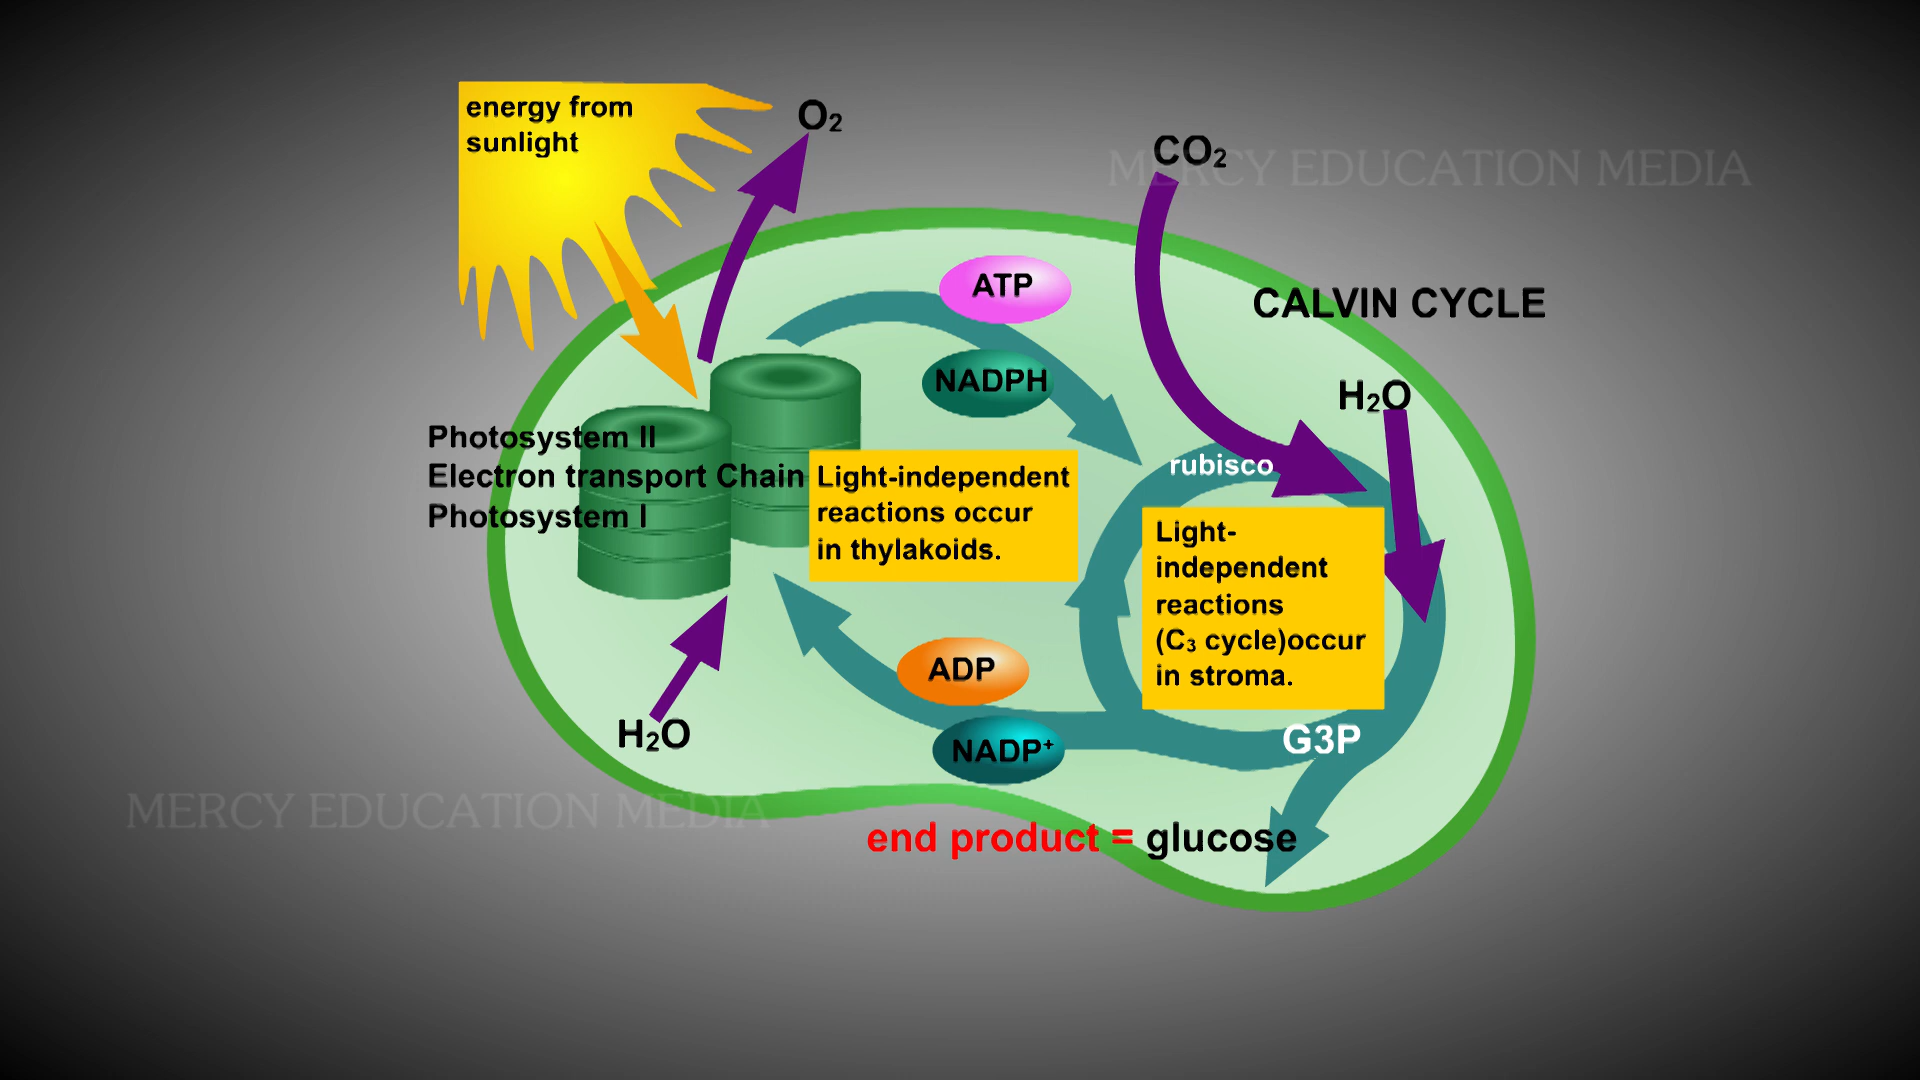 energy from
sunlight
O₂
CO₂
MERCY EDUCATION MEDIA
ATP
CALVIN CYCLE
NADPH
H₂O
Photosystem II
Electron transport Chain
Photosystem I
Light-independent
reactions occur
in thylakoids.
rubisco
Light-
independent
reactions
(C₃ cycle)occur
in stroma.
ADP
H₂O
NADP⁺
G3P
MERCY EDUCATION MEDIA
end product = glucose